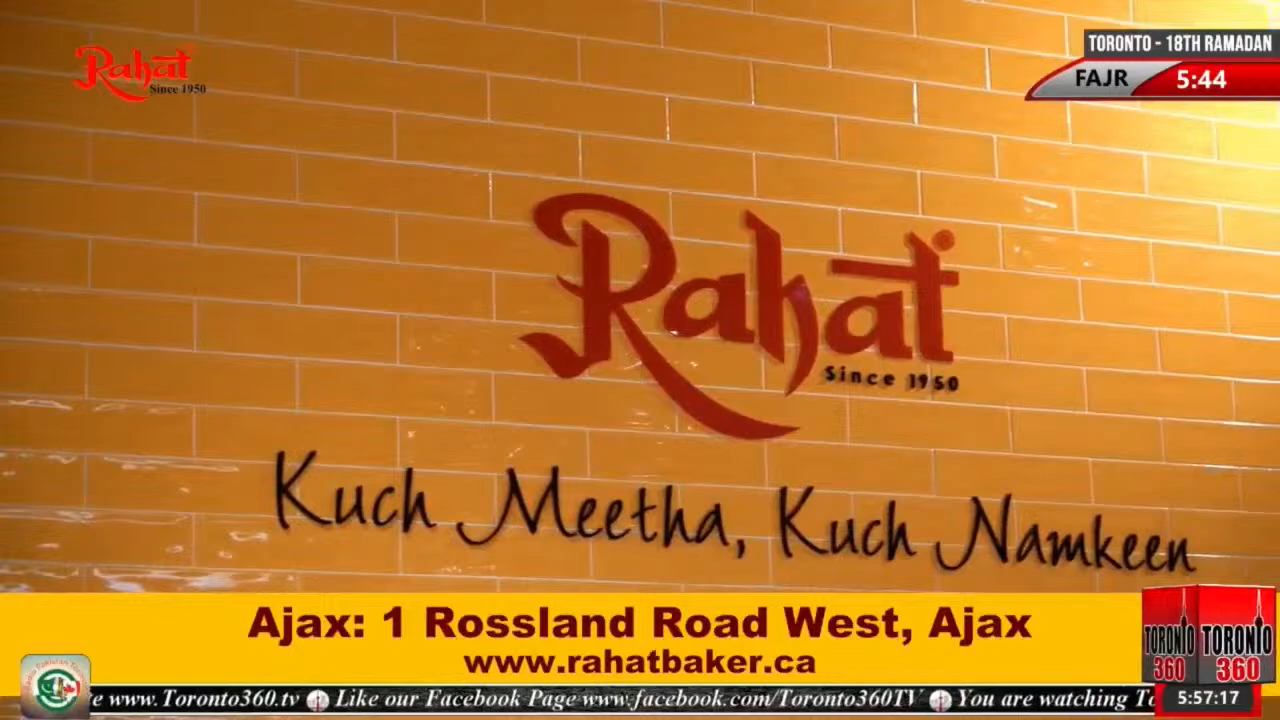 Rahat
Since 1950
TORONTO - 18TH RAMADAN
FAJR 5:44
Rahat
Since 1950
Kuch Meetha, Kuch Namkeen
Ajax: 1 Rossland Road West, Ajax
www.rahatbaker.ca
TORONTO 360 TORONTO 360
www.Toronto360.tv Like our Facebook Page www.facebook.com/Toronto360TV You are watching
5:57:17